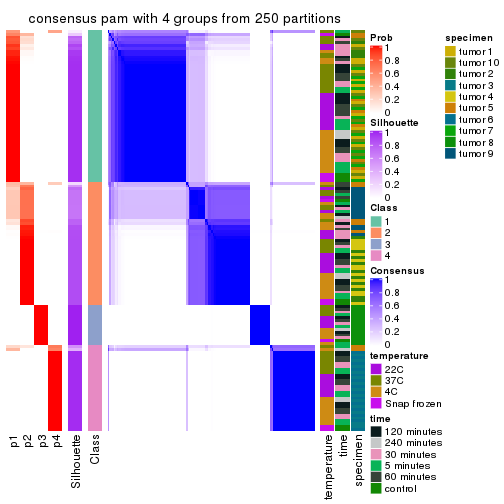 consensus pam with 4 groups from 250 partitions
Prob
1
0.8
0.6
0.4
0.2
0
Silhouette
1
0.8
0.6
0.4
0.2
0
Class
1
2
3
4
Consensus
1
0.8
0.6
0.4
0.2
0
temperature
22C
37C
4C
Snap frozen
time
120 minutes
240 minutes
30 minutes
5 minutes
60 minutes
control
specimen
tumor 1
tumor 10
tumor 2
tumor 3
tumor 4
tumor 5
tumor 6
tumor 7
tumor 8
tumor 9
p1
p2
p3
p4
Silhouette
Class
temperature
time
specimen